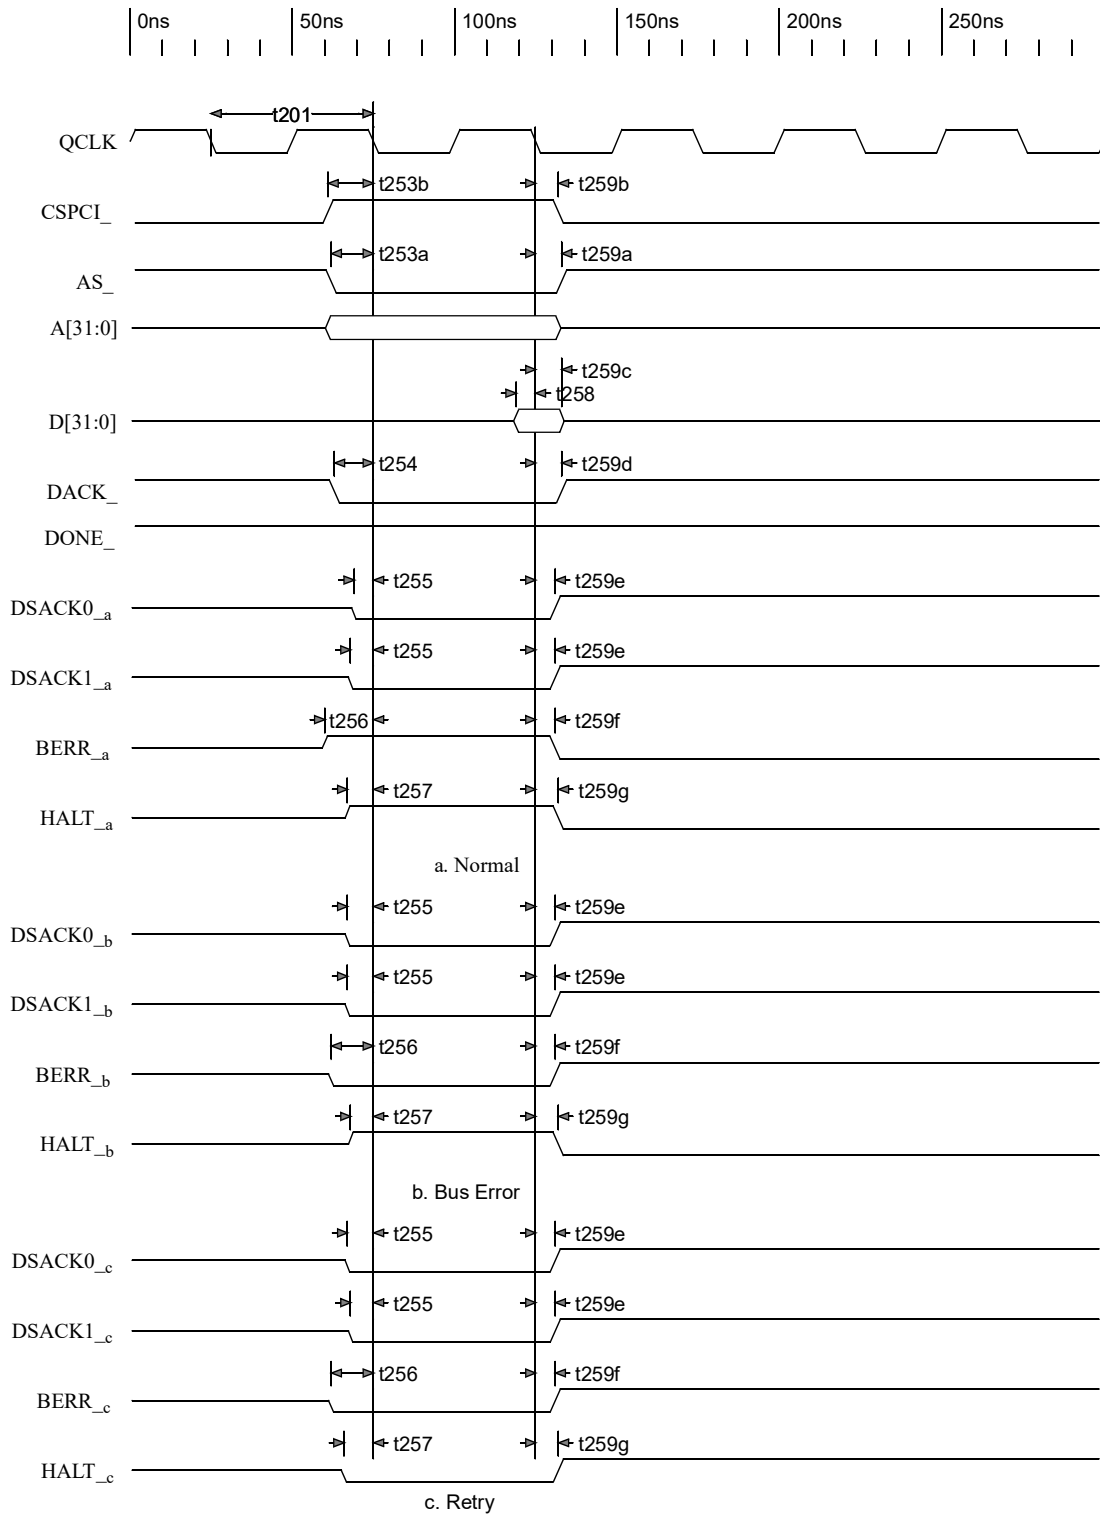 0ns 50ns 100ns 150ns 200ns 250ns
t201
QCLK
t253b t259b
CSPCI_
t253a t259a
AS_
A[31:0]
t259c
t258
D[31:0]
t254 t259d
DACK_
DONE_
t255 t259e
DSACK0_a
t255 t259e
DSACK1_a
t256 t259f
BERR_a
t257 t259g
HALT_a
a. Normal
t255 t259e
DSACK0_b
t255 t259e
DSACK1_b
t256 t259f
BERR_b
t257 t259g
HALT_b
b. Bus Error
t255 t259e
DSACK0_c
t255 t259e
DSACK1_c
t256 t259f
BERR_c
t257 t259g
HALT_c
c. Retry